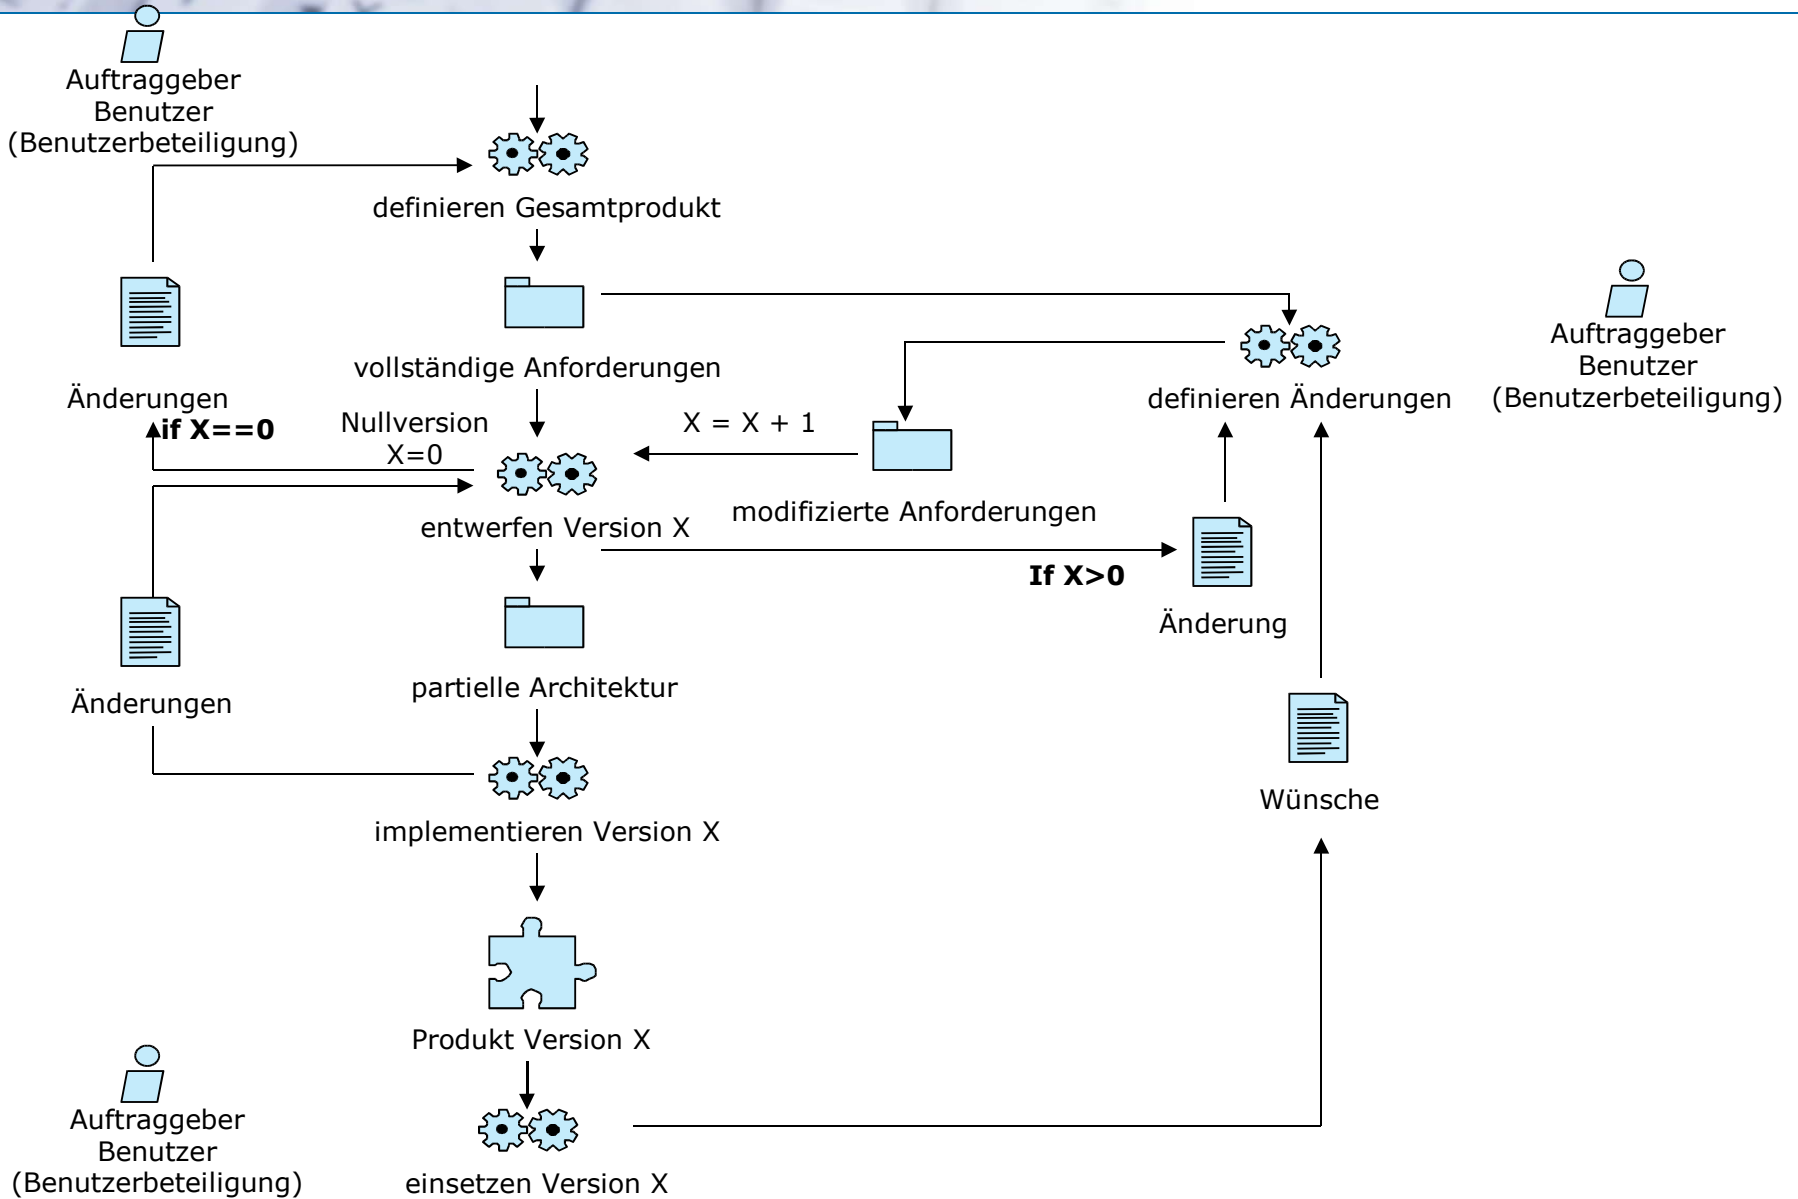 Auftraggeber
Benutzer
(Benutzerbeteiligung)
definieren Gesamtprodukt
vollständige Anforderungen
Änderungen
if X==0
Nullversion
X=0
X = X + 1
definieren Änderungen
Auftraggeber
Benutzer
(Benutzerbeteiligung)
entwerfen Version X
modifizierte Anforderungen
If X>0
Änderung
partielle Architektur
Änderungen
Wünsche
implementieren Version X
Produkt Version X
Auftraggeber
Benutzer
(Benutzerbeteiligung)
einsetzen Version X